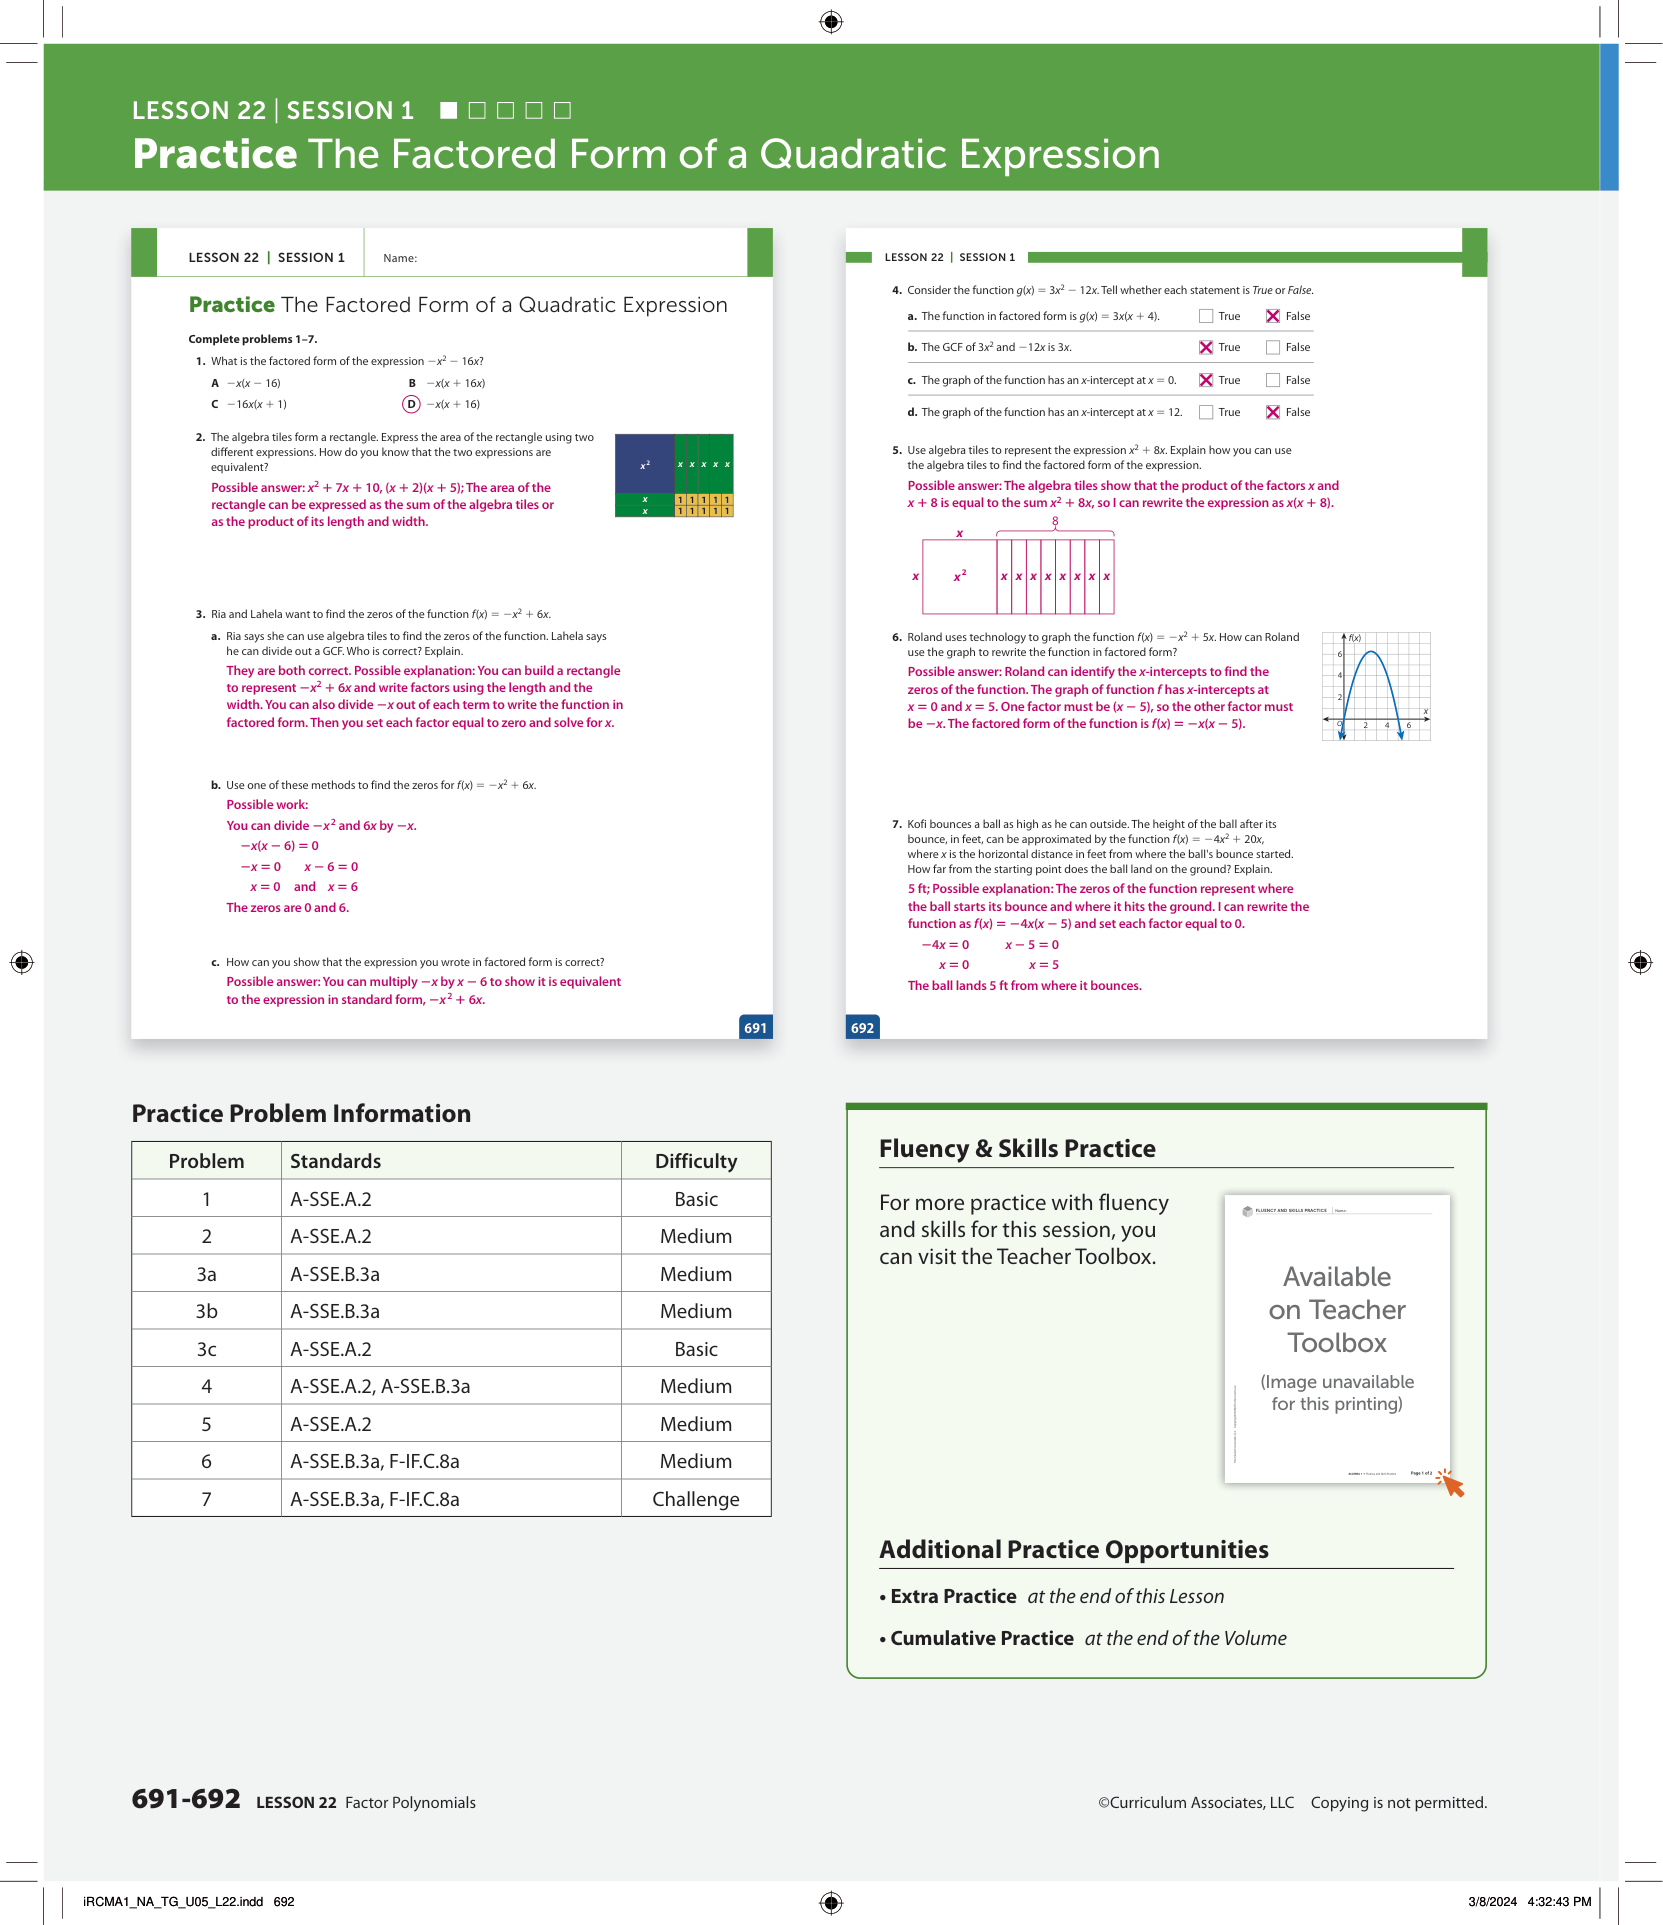 LESSON 22 | SESSION 1
Practice The Factored Form of a Quadratic Expression
LESSON 22 | SESSION 1
Name:
Practice The Factored Form of a Quadratic Expression
Complete problems 1–7.
1. What is the factored form of the expression −x² − 16x?
A −x(x − 16) B −x(x + 16x)
C −16x(x + 1) D −x(x + 16)
2. The algebra tiles form a rectangle. Express the area of the rectangle using two
different expressions. How do you know that the two expressions are
equivalent?
Possible answer: x² + 7x + 10, (x + 2)(x + 5); The area of the
rectangle can be expressed as the sum of the algebra tiles or
as the product of its length and width.
x² x x x x x
x 1 1 1 1 1
x 1 1 1 1 1
3. Ria and Lahela want to find the zeros of the function f(x) = −x² + 6x.
a. Ria says she can use algebra tiles to find the zeros of the function. Lahela says
he can divide out a GCF. Who is correct? Explain.
They are both correct. Possible explanation: You can build a rectangle
to represent −x² + 6x and write factors using the length and the
width. You can also divide −x out of each term to write the function in
factored form. Then you set each factor equal to zero and solve for x.
b. Use one of these methods to find the zeros for f(x) = −x² + 6x.
Possible work:
You can divide −x² and 6x by −x.
−x(x − 6) = 0
−x = 0 x − 6 = 0
x = 0 and x = 6
The zeros are 0 and 6.
c. How can you show that the expression you wrote in factored form is correct?
Possible answer: You can multiply −x by x − 6 to show it is equivalent
to the expression in standard form, −x² + 6x.
691
LESSON 22 | SESSION 1
4. Consider the function g(x) = 3x² − 12x. Tell whether each statement is True or False.
a. The function in factored form is g(x) = 3x(x + 4). True False
b. The GCF of 3x² and −12x is 3x. True False
c. The graph of the function has an x-intercept at x = 0. True False
d. The graph of the function has an x-intercept at x = 12. True False
5. Use algebra tiles to represent the expression x² + 8x. Explain how you can use
the algebra tiles to find the factored form of the expression.
Possible answer: The algebra tiles show that the product of the factors x and
x + 8 is equal to the sum x² + 8x, so I can rewrite the expression as x(x + 8).
8
x
x x² x x x x x x x x
6. Roland uses technology to graph the function f(x) = −x² + 5x. How can Roland
use the graph to rewrite the function in factored form?
Possible answer: Roland can identify the x-intercepts to find the
zeros of the function. The graph of function f has x-intercepts at
x = 0 and x = 5. One factor must be (x − 5), so the other factor must
be −x. The factored form of the function is f(x) = −x(x − 5).
f(x)
6
4
2
x
O 2 4 6
7. Kofi bounces a ball as high as he can outside. The height of the ball after its
bounce, in feet, can be approximated by the function f(x) = −4x² + 20x,
where x is the horizontal distance in feet from where the ball's bounce started.
How far from the starting point does the ball land on the ground? Explain.
5 ft; Possible explanation: The zeros of the function represent where
the ball starts its bounce and where it hits the ground. I can rewrite the
function as f(x) = −4x(x − 5) and set each factor equal to 0.
−4x = 0 x − 5 = 0
x = 0 x = 5
The ball lands 5 ft from where it bounces.
692
Practice Problem Information
Problem Standards Difficulty
1 A-SSE.A.2 Basic
2 A-SSE.A.2 Medium
3a A-SSE.B.3a Medium
3b A-SSE.B.3a Medium
3c A-SSE.A.2 Basic
4 A-SSE.A.2, A-SSE.B.3a Medium
5 A-SSE.A.2 Medium
6 A-SSE.B.3a, F-IF.C.8a Medium
7 A-SSE.B.3a, F-IF.C.8a Challenge
Fluency & Skills Practice
For more practice with fluency
and skills for this session, you
can visit the Teacher Toolbox.
FLUENCY AND SKILLS PRACTICE | Name:
Available
on Teacher
Toolbox
(Image unavailable
for this printing)
Page 1 of 2
Additional Practice Opportunities
• Extra Practice at the end of this Lesson
• Cumulative Practice at the end of the Volume
691-692 LESSON 22 Factor Polynomials
©Curriculum Associates, LLC Copying is not permitted.
iRCMA1_NA_TG_U05_L22.indd 692
3/8/2024 4:32:43 PM